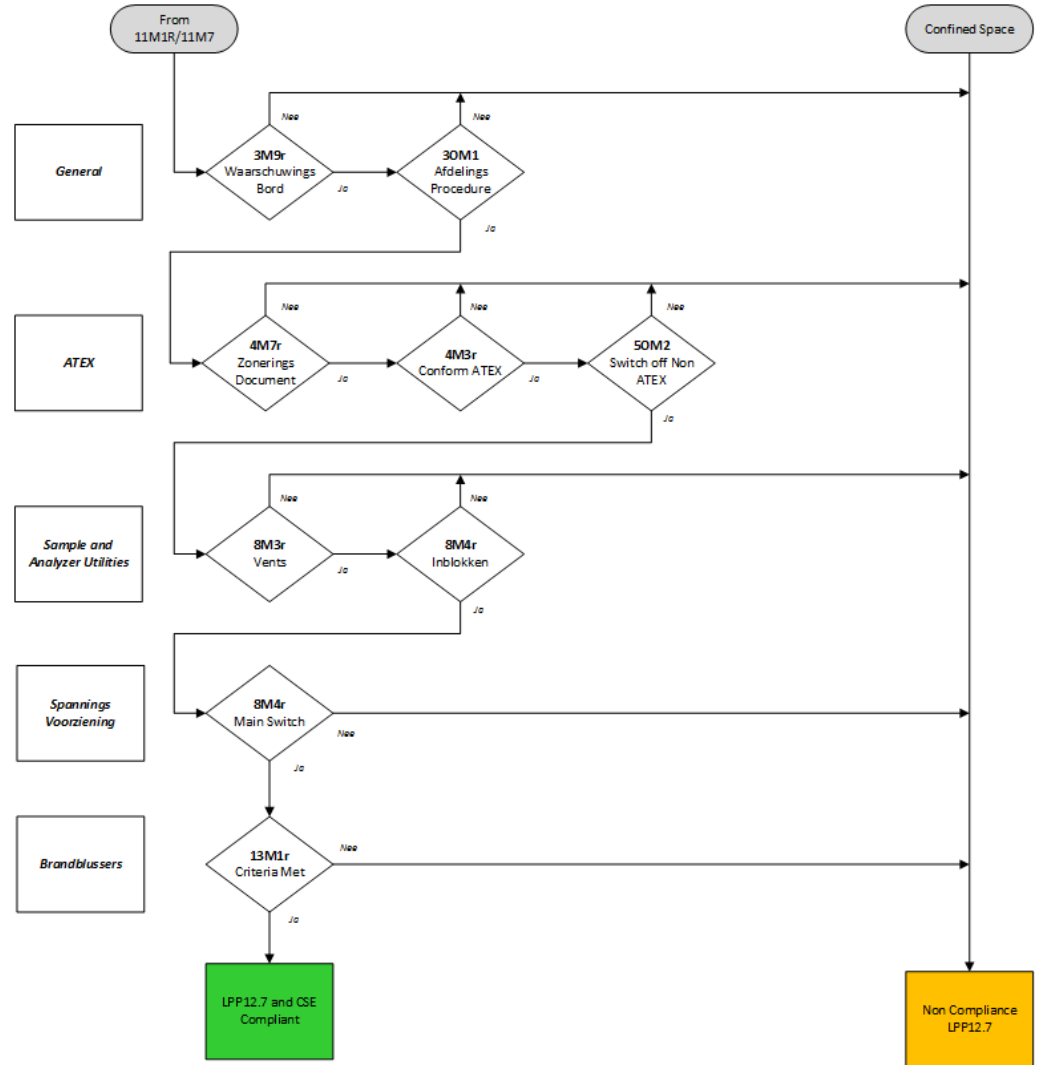 From
11M1R/11M7
Confined Space
Nee
Nee
General
3M9r
Waarschuwings
Bord
Ja
3OM1
Afdelings
Procedure
Ja
Nee
Nee
Nee
ATEX
4M7r
Zonerings
Document
Ja
4M3r
Conform ATEX
Ja
5OM2
Switch off Non
ATEX
Ja
Nee
Nee
Sample and
Analyzer Utilities
8M3r
Vents
Ja
8M4r
Inblokken
Ja
Spannings
Voorziening
8M4r
Main Switch
Nee
Ja
Brandblussers
13M1r
Criteria Met
Nee
Ja
LPP12.7 and CSE
Compliant
Non Compliance
LPP12.7